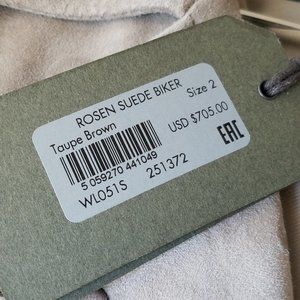 ROSEN SUEDE BIKER
Taupe Brown
Size 2
USD $705.00
5 059270 441049
EAC
WL051S 251372